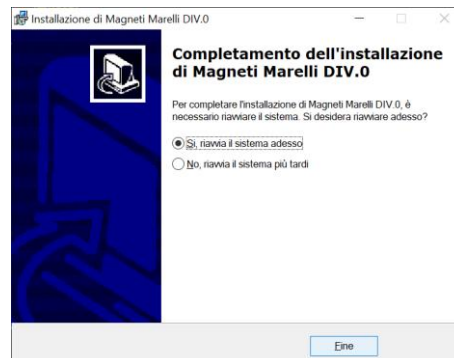 Installazione di Magneti Marelli DIV.0
Completamento dell'installazione
di Magneti Marelli DIV.0
Per completare l'installazione di Magneti Marelli DIV.0, è
necessario riavviare il sistema. Si desidera riavviare adesso?
Sì, riavvia il sistema adesso
No, riavvia il sistema più tardi
Fine